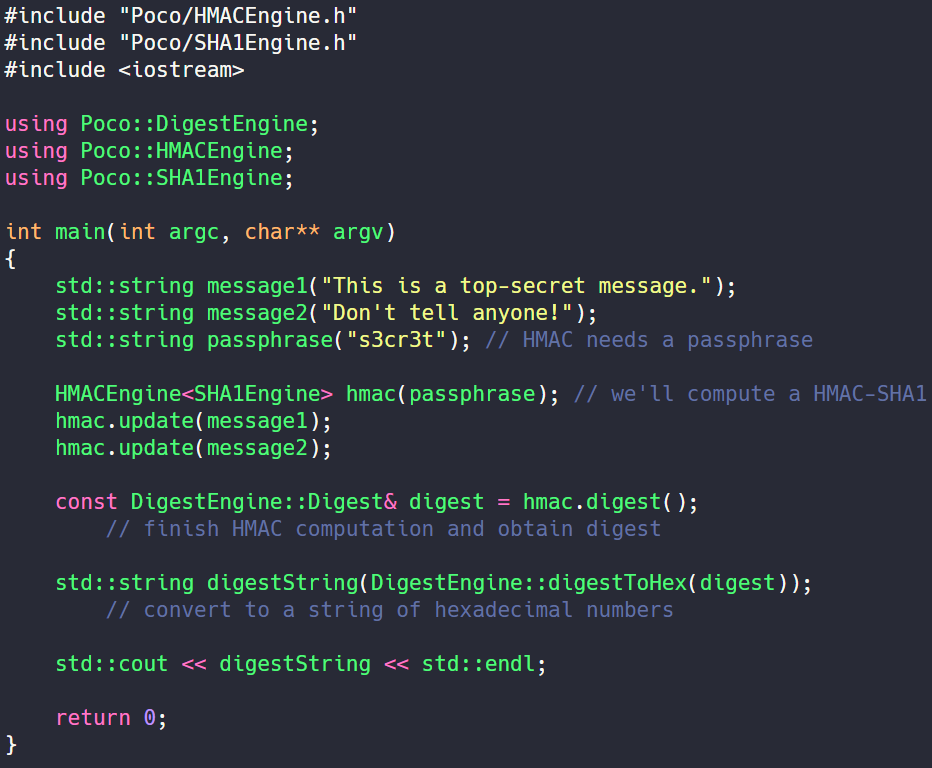 #include "Poco/HMACEngine.h"
#include "Poco/SHA1Engine.h"
#include <iostream>

using Poco::DigestEngine;
using Poco::HMACEngine;
using Poco::SHA1Engine;

int main(int argc, char** argv)
{
    std::string message1("This is a top-secret message.");
    std::string message2("Don't tell anyone!");
    std::string passphrase("s3cr3t"); // HMAC needs a passphrase

    HMACEngine<SHA1Engine> hmac(passphrase); // we'll compute a HMAC-SHA1
    hmac.update(message1);
    hmac.update(message2);

    const DigestEngine::Digest& digest = hmac.digest();
        // finish HMAC computation and obtain digest

    std::string digestString(DigestEngine::digestToHex(digest));
        // convert to a string of hexadecimal numbers

    std::cout << digestString << std::endl;

    return 0;
}